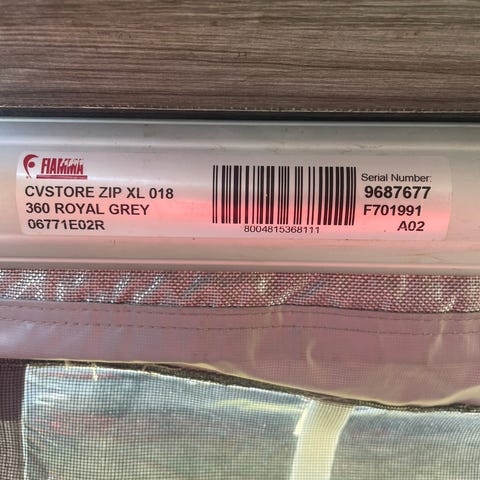 FIAMMA
CVSTORE ZIP XL 018
360 ROYAL GREY
06771E02R
8004815368111
Serial Number:
9687677
F701991
A02